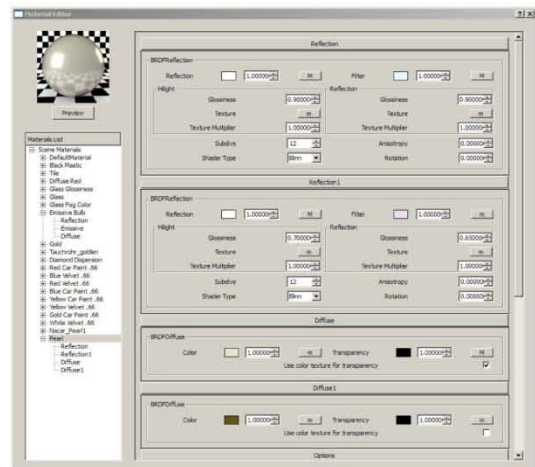 Material Editor
Preview
Materials List
Scene Materials
DefaultMaterial
Black Plastic
Tile
Diffuse Red
Glass Glossiness
Glass
Glass Fog Color
Emissive Bulb
Reflection
Emissive
Diffuse
Gold
Tauchrohr_golden
Diamond Dispersion
Red Car Paint .66
Blue Velvet .66
Red Velvet .66
Blue Car Paint .66
Yellow Car Paint .66
Yellow Velvet .66
Gold Car Paint .66
White Velvet .66
Nacar_Pearl1
Pearl
Reflection
Reflection1
Diffuse
Diffuse1
Reflection
BRDFReflection
Reflection 1.00000 M Filter 1.00000 M
Hilight Reflection
Glossiness 0.90000 Glossiness 0.90000
Texture m Texture m
Texture Multiplier 1.00000 Texture Multiplier 1.00000
Subdivs 12 Anisotropy 0.00000
Shader Type Blinn Rotation 0.00000
Reflection1
BRDFReflection
Reflection 1.00000 M Filter 1.00000 m
Hilight Reflection
Glossiness 0.70000 Glossiness 0.65000
Texture m Texture m
Texture Multiplier 1.00000 Texture Multiplier 1.00000
Subdivs 12 Anisotropy 0.00000
Shader Type Blinn Rotation 0.00000
Diffuse
BRDFDiffuse
Color 1.00000 m Transparency 1.00000 M
Use color texture for transparency
Diffuse1
BRDFDiffuse
Color 1.00000 m Transparency 1.00000 m
Use color texture for transparency
Options